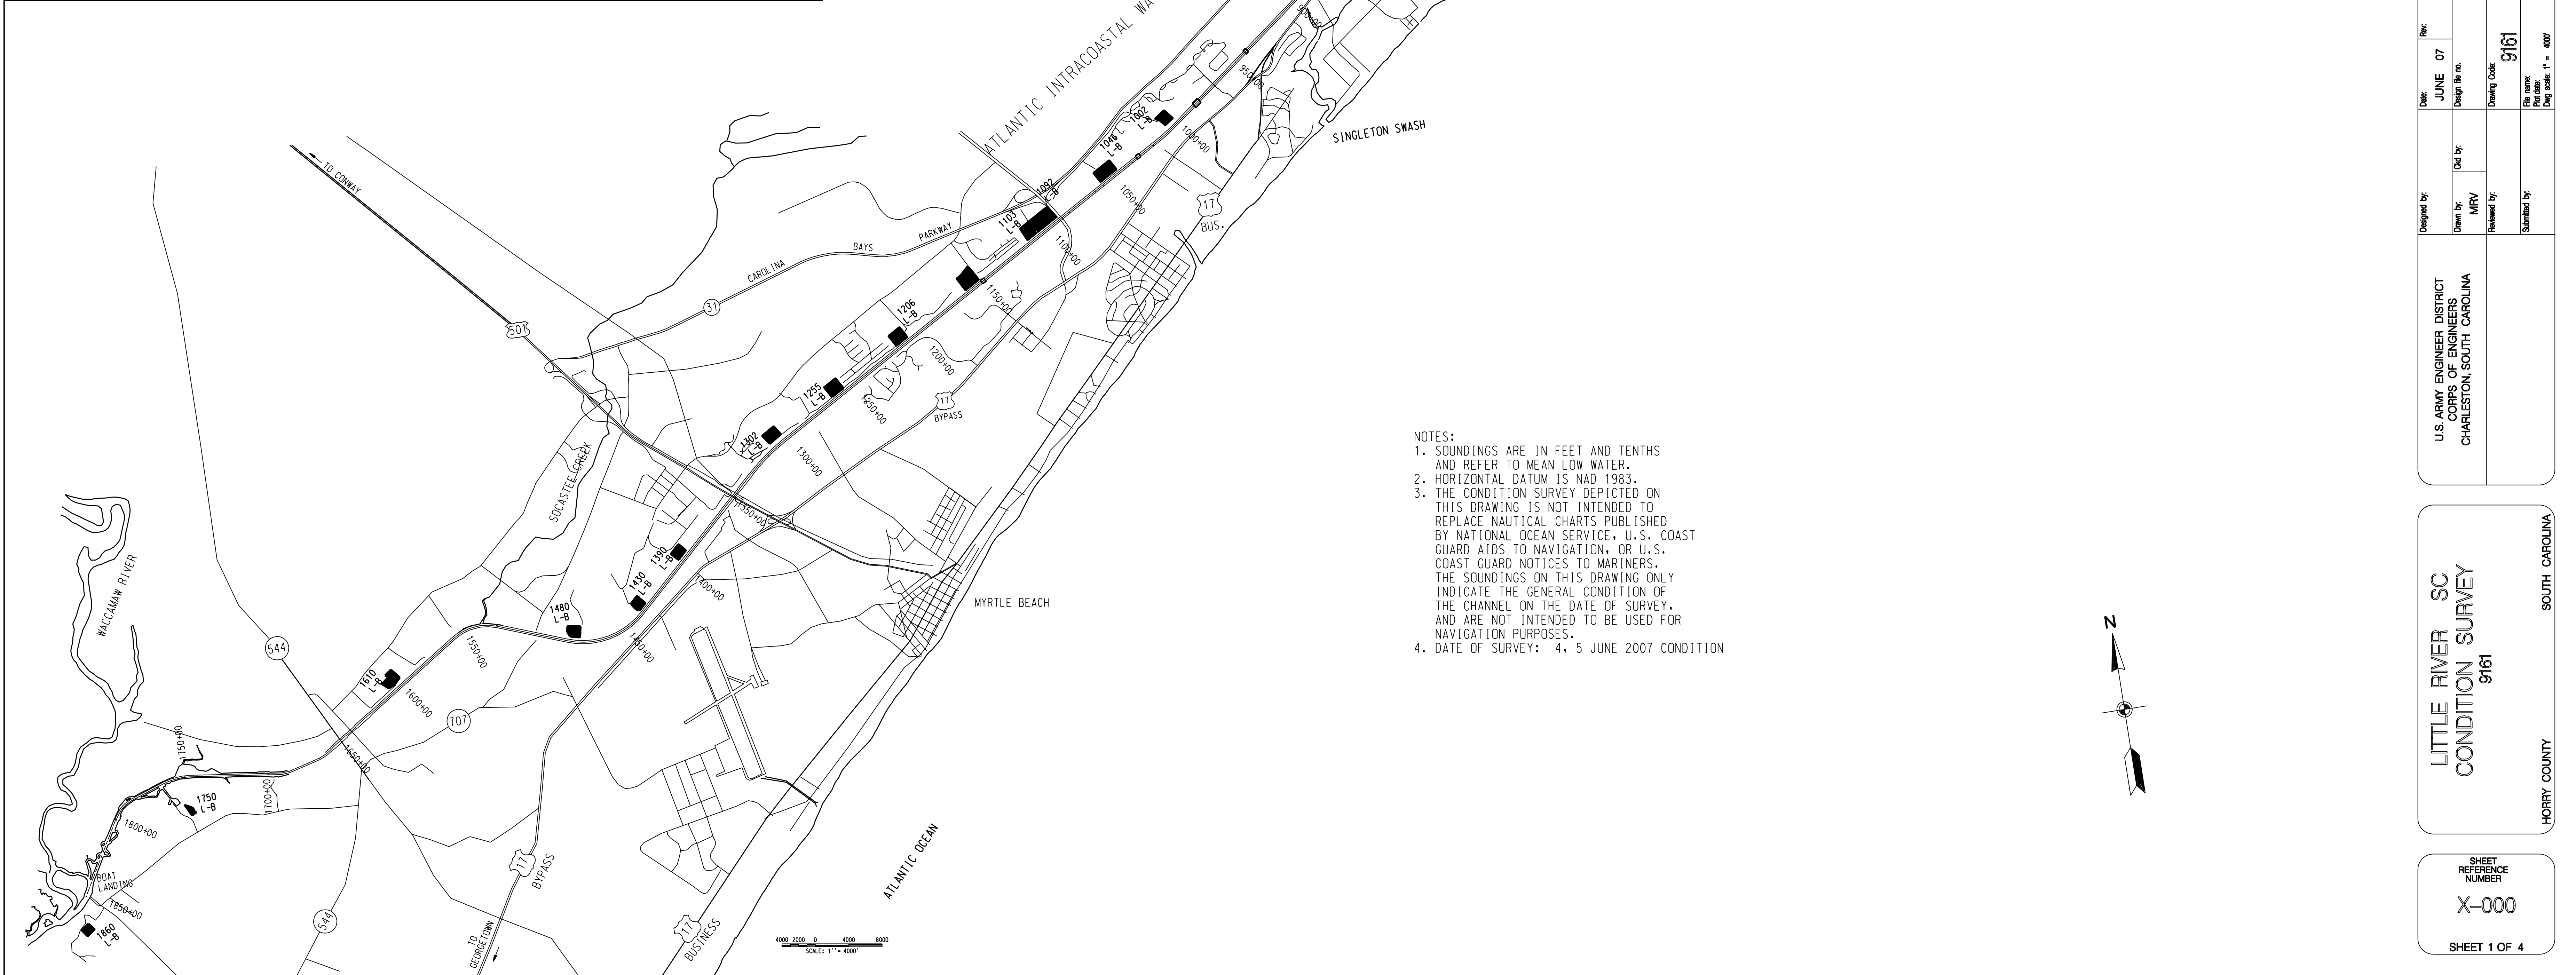 ATLANTIC INTRACOASTAL WA
900+00
950+00
1002
L-B
1000+00
SINGLETON SWASH
1046
L-B
1050+00
TO CONWAY
1092
L-B
17
BUS.
1103
L-B
1100+00
PARKWAY
BAYS
CAROLINA
31
1150+00
1206
L-B
501
1200+00
1255
L-B
1250+00
17
BYPASS
1302
L-B
1300+00
SOCASTEE CREEK
1350+00
1390
L-B
1400+00
1430
L-B
1480
L-B
1450+00
MYRTLE BEACH
WACCAMAW RIVER
544
1550+00
1610
L-B
1600+00
707
1650+00
1750+00
1700+00
1750
L-B
1800+00
BOAT
LANDING
1850+00
1860
L-B
544
17
BYPASS
TO
GEORGETOWN
17
BUSINESS
ATLANTIC OCEAN
4000 2000 0 4000 8000
SCALE: 1''= 4000'
NOTES:
1. SOUNDINGS ARE IN FEET AND TENTHS
AND REFER TO MEAN LOW WATER.
2. HORIZONTAL DATUM IS NAD 1983.
3. THE CONDITION SURVEY DEPICTED ON
THIS DRAWING IS NOT INTENDED TO
REPLACE NAUTICAL CHARTS PUBLISHED
BY NATIONAL OCEAN SERVICE, U.S. COAST
GUARD AIDS TO NAVIGATION, OR U.S.
COAST GUARD NOTICES TO MARINERS.
THE SOUNDINGS ON THIS DRAWING ONLY
INDICATE THE GENERAL CONDITION OF
THE CHANNEL ON THE DATE OF SURVEY,
AND ARE NOT INTENDED TO BE USED FOR
NAVIGATION PURPOSES.
4. DATE OF SURVEY: 4, 5 JUNE 2007 CONDITION
N
Date:
JUNE 07
Rev:
Design file no.
Drawing Code:
9161
File name:
Plot date:
Dwg scale: 1" = 4000'
Designed by:
Drawn by:
MRV
Ckd by:
Reviewed by:
Submitted by:
U.S. ARMY ENGINEER DISTRICT
CORPS OF ENGINEERS
CHARLESTON, SOUTH CAROLINA
LITTLE RIVER SC
CONDITION SURVEY
9161
HORRY COUNTY
SOUTH CAROLINA
SHEET
REFERENCE
NUMBER
X-000
SHEET 1 OF 4